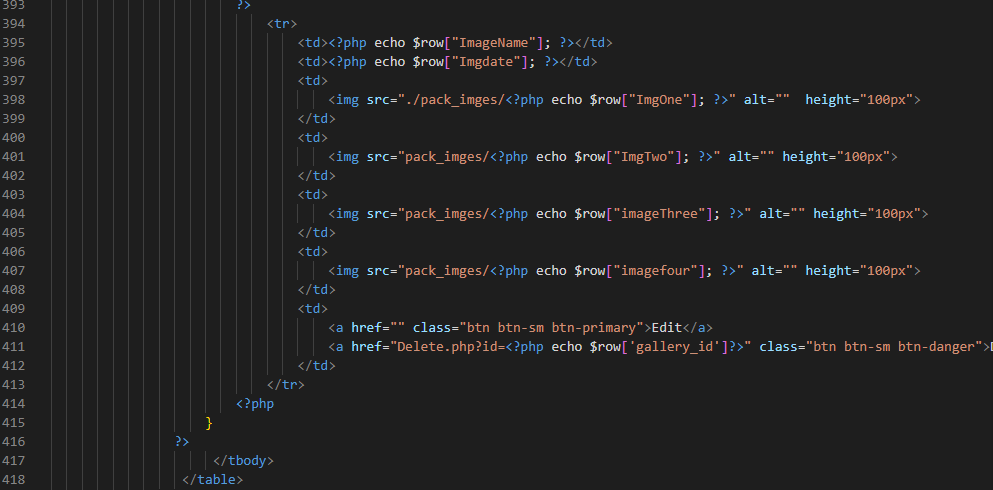 393 ?>
394 <tr>
395 <td><?php echo $row["ImageName"]; ?></td>
396 <td><?php echo $row["Imgdate"]; ?></td>
397 <td>
398 <img src="./pack_imges/<?php echo $row["ImgOne"]; ?>" alt=""  height="100px">
399 </td>
400 <td>
401 <img src="pack_imges/<?php echo $row["ImgTwo"]; ?>" alt="" height="100px">
402 </td>
403 <td>
404 <img src="pack_imges/<?php echo $row["imageThree"]; ?>" alt="" height="100px">
405 </td>
406 <td>
407 <img src="pack_imges/<?php echo $row["imagefour"]; ?>" alt="" height="100px">
408 </td>
409 <td>
410 <a href="" class="btn btn-sm btn-primary">Edit</a>
411 <a href="Delete.php?id=<?php echo $row['gallery_id']?>" class="btn btn-sm btn-danger">
412 </td>
413 </tr>
414 <?php
415 }
416 ?>
417 </tbody>
418 </table>